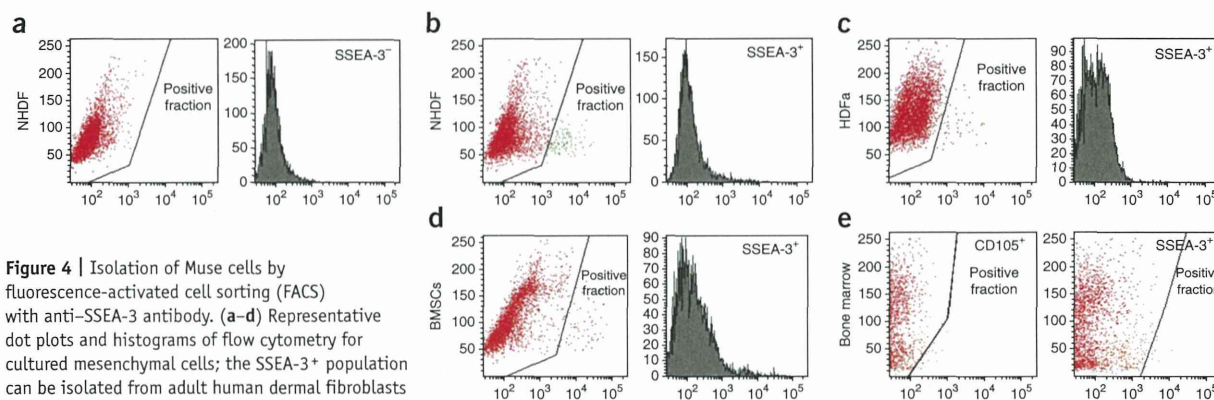 a
NHDF
250
200
150
100
50
Positive
fraction
10² 10³ 10⁴ 10⁵
200
150
100
50
0
SSEA-3⁻
10² 10³ 10⁴ 10⁵
b
NHDF
250
200
150
100
50
Positive
fraction
10² 10³ 10⁴ 10⁵
150
100
50
0
SSEA-3⁺
10² 10³ 10⁴ 10⁵
c
HDFa
250
200
150
100
50
Positive
fraction
10² 10³ 10⁴ 10⁵
90
80
70
60
50
40
30
20
10
0
SSEA-3⁺
10² 10³ 10⁴ 10⁵
d
BMSCs
250
200
150
100
50
Positive
fraction
10² 10³ 10⁴ 10⁵
90
80
70
60
50
40
30
20
10
0
SSEA-3⁺
10² 10³ 10⁴ 10⁵
e
Bone marrow
250
200
150
100
50
CD105⁺
Positive
fraction
10² 10³ 10⁴ 10⁵
250
200
150
100
50
SSEA-3⁺
Positive
fraction
10² 10³ 10⁴ 10⁵
Figure 4 | Isolation of Muse cells by
fluorescence-activated cell sorting (FACS)
with anti–SSEA-3 antibody. (a–d) Representative
dot plots and histograms of flow cytometry for
cultured mesenchymal cells; the SSEA-3⁺ population
can be isolated from adult human dermal fibroblasts